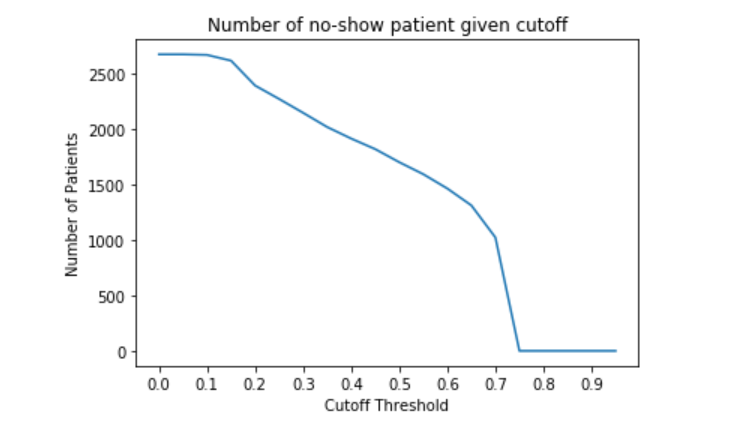 Number of no-show patient given cutoff
Number of Patients
2500
2000
1500
1000
500
0
0.0 0.1 0.2 0.3 0.4 0.5 0.6 0.7 0.8 0.9
Cutoff Threshold